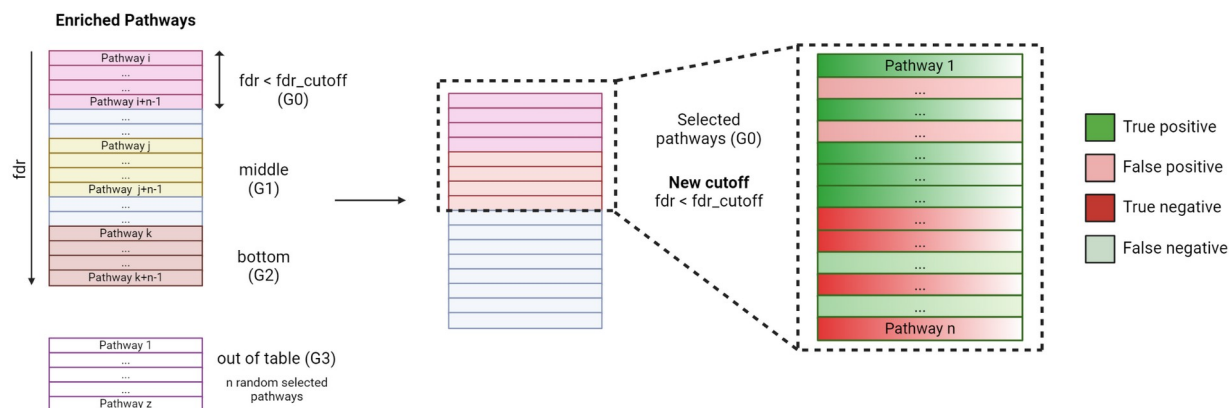 Enriched Pathways
fdr
Pathway i
...
...
Pathway i+n-1
...
...
Pathway j
...
...
Pathway j+n-1
...
...
Pathway k
...
...
Pathway k+n-1
fdr < fdr_cutoff
(G0)
middle
(G1)
bottom
(G2)
Pathway 1
...
...
...
Pathway z
out of table (G3)
n random selected
pathways
Selected
pathways (G0)
New cutoff
fdr < fdr_cutoff
Pathway 1
...
...
...
...
...
...
...
...
...
...
...
Pathway n
True positive
False positive
True negative
False negative